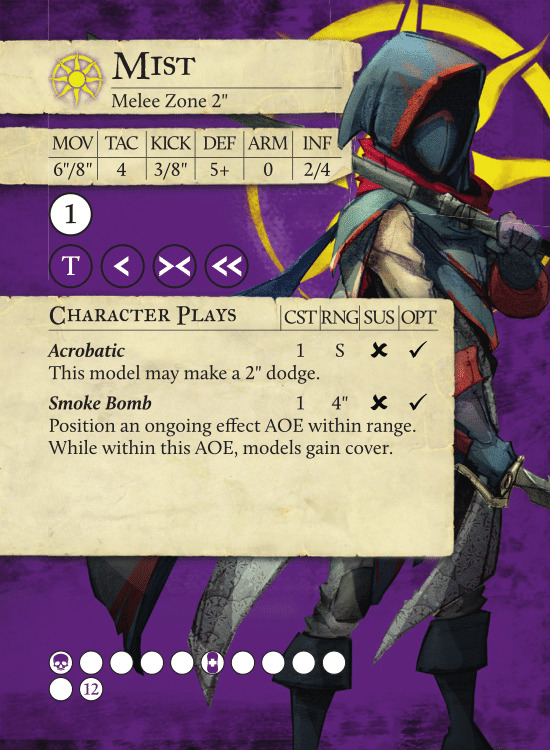 Mist
Melee Zone 2"
MOV TAC KICK DEF ARM INF
6"/8" 4 3/8" 5+ 0 2/4
1
T < >< <<
Character Plays CST RNG SUS OPT
Acrobatic 1 S ✘ ✓
This model may make a 2" dodge.
Smoke Bomb 1 4" ✘ ✓
Position an ongoing effect AOE within range.
While within this AOE, models gain cover.
12